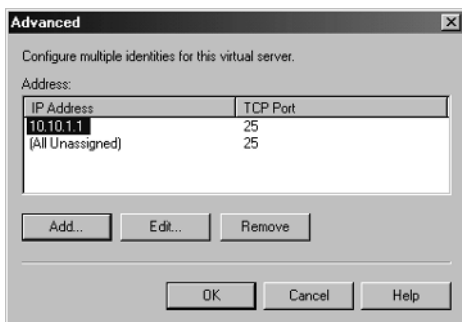 Advanced
Configure multiple identities for this virtual server.
Address:
IP Address TCP Port
10.10.1.1 25
(All Unassigned) 25
Add... Edit... Remove
OK Cancel Help